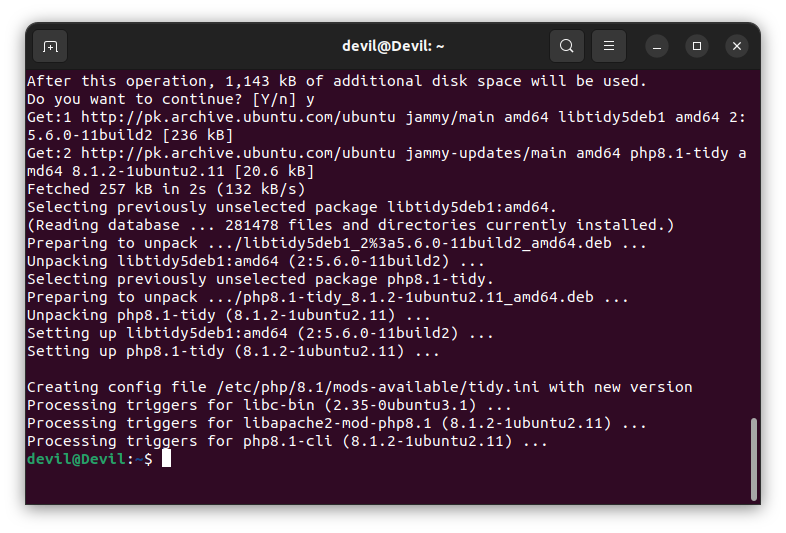 devil@Devil: ~
After this operation, 1,143 kB of additional disk space will be used.
Do you want to continue? [Y/n] y
Get:1 http://pk.archive.ubuntu.com/ubuntu jammy/main amd64 libtidy5deb1 amd64 2:
5.6.0-11build2 [236 kB]
Get:2 http://pk.archive.ubuntu.com/ubuntu jammy-updates/main amd64 php8.1-tidy a
md64 8.1.2-1ubuntu2.11 [20.6 kB]
Fetched 257 kB in 2s (132 kB/s)
Selecting previously unselected package libtidy5deb1:amd64.
(Reading database ... 281478 files and directories currently installed.)
Preparing to unpack .../libtidy5deb1_2%3a5.6.0-11build2_amd64.deb ...
Unpacking libtidy5deb1:amd64 (2:5.6.0-11build2) ...
Selecting previously unselected package php8.1-tidy.
Preparing to unpack .../php8.1-tidy_8.1.2-1ubuntu2.11_amd64.deb ...
Unpacking php8.1-tidy (8.1.2-1ubuntu2.11) ...
Setting up libtidy5deb1:amd64 (2:5.6.0-11build2) ...
Setting up php8.1-tidy (8.1.2-1ubuntu2.11) ...
Creating config file /etc/php/8.1/mods-available/tidy.ini with new version
Processing triggers for libc-bin (2.35-0ubuntu3.1) ...
Processing triggers for libapache2-mod-php8.1 (8.1.2-1ubuntu2.11) ...
Processing triggers for php8.1-cli (8.1.2-1ubuntu2.11) ...
devil@Devil:~$